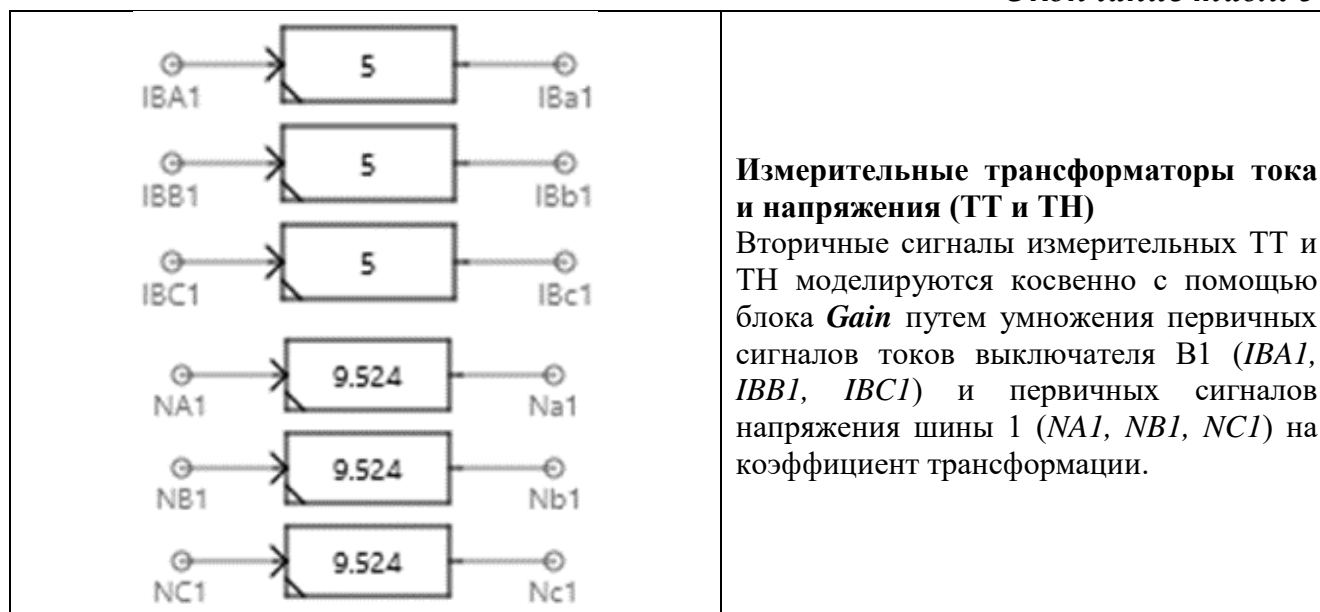 5
IBA1
IBa1
5
IBB1
IBb1
5
IBC1
IBc1
9.524
NA1
Na1
9.524
NB1
Nb1
9.524
NC1
Nc1
Измерительные трансформаторы тока
и напряжения (ТТ и ТН)
Вторичные сигналы измерительных ТТ и
ТН моделируются косвенно с помощью
блока Gain путем умножения первичных
сигналов токов выключателя В1 (IBA1,
IBB1, IBC1) и первичных сигналов
напряжения шины 1 (NA1, NB1, NC1) на
коэффициент трансформации.